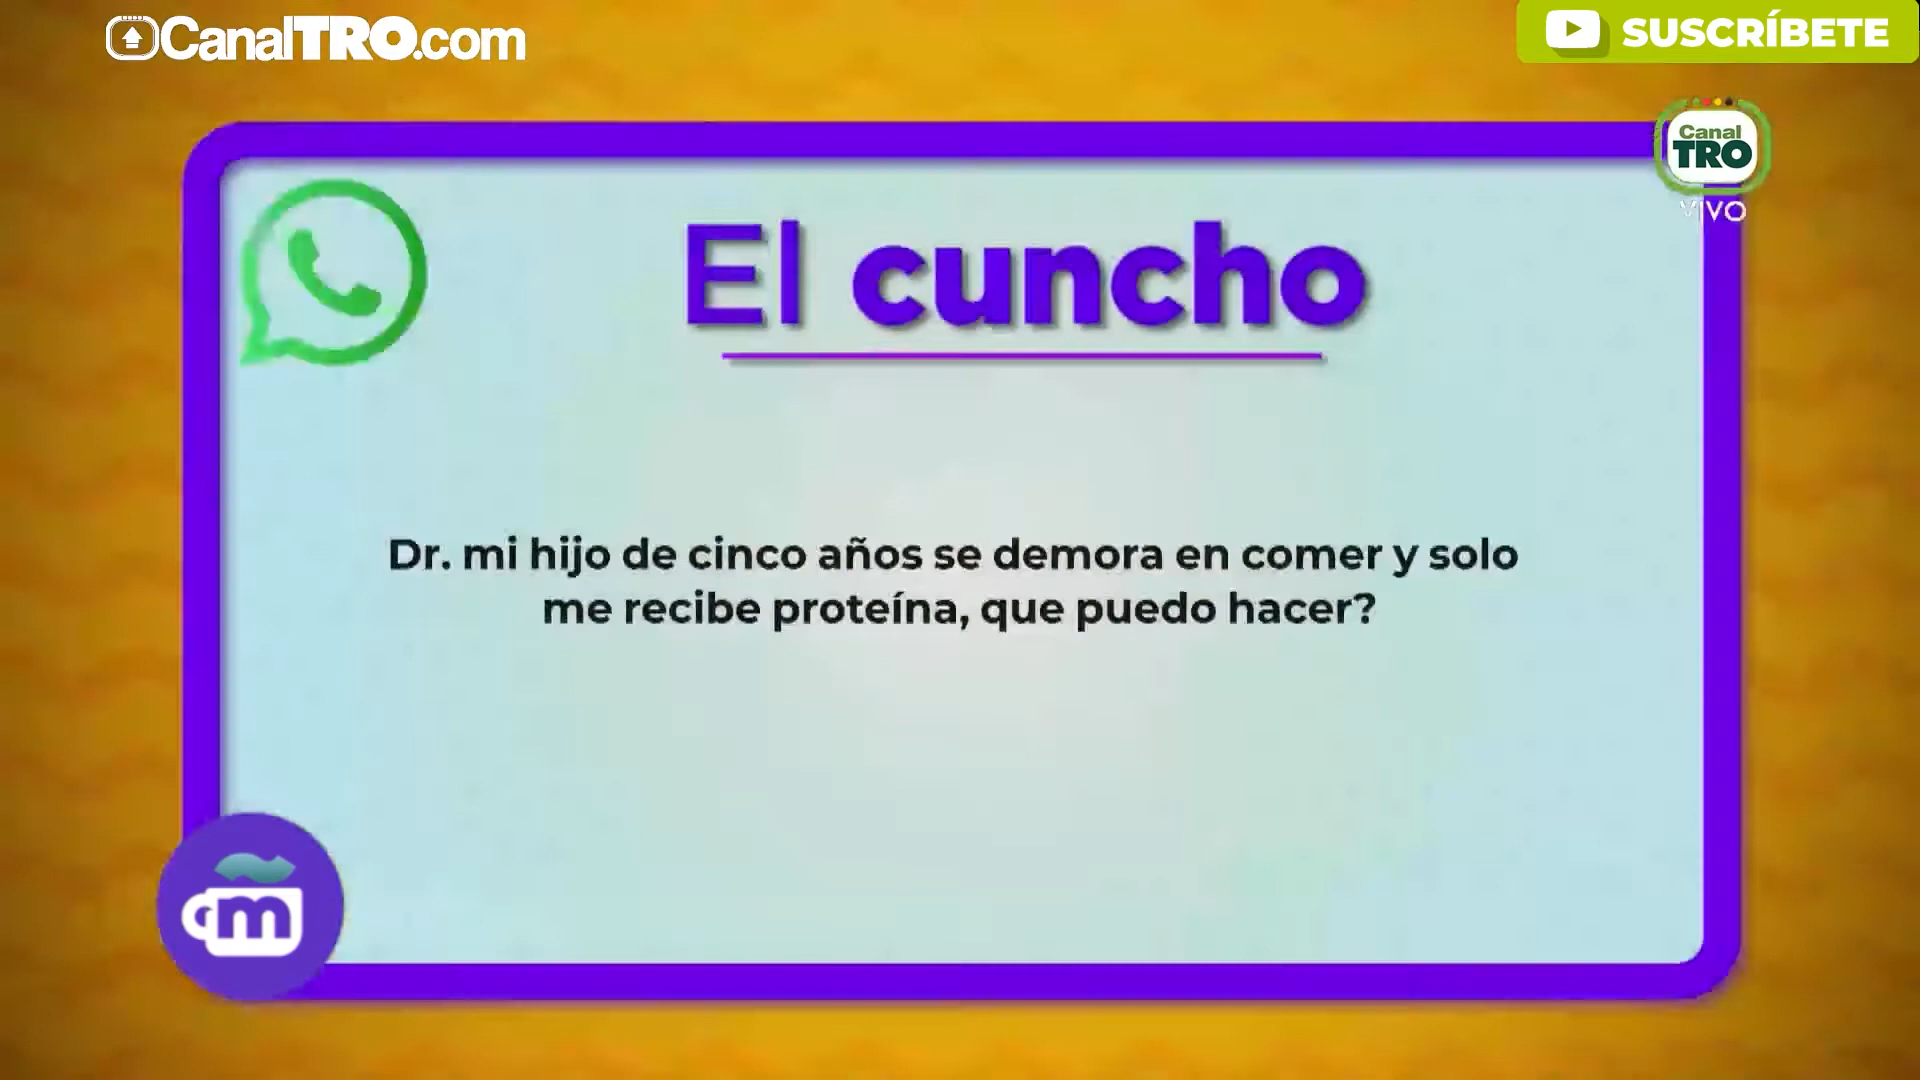 CanalTRO.com
SUSCRÍBETE
Canal
TRO
VIVO
El cuncho
Dr. mi hijo de cinco años se demora en comer y solo
me recibe proteína, que puedo hacer?
m